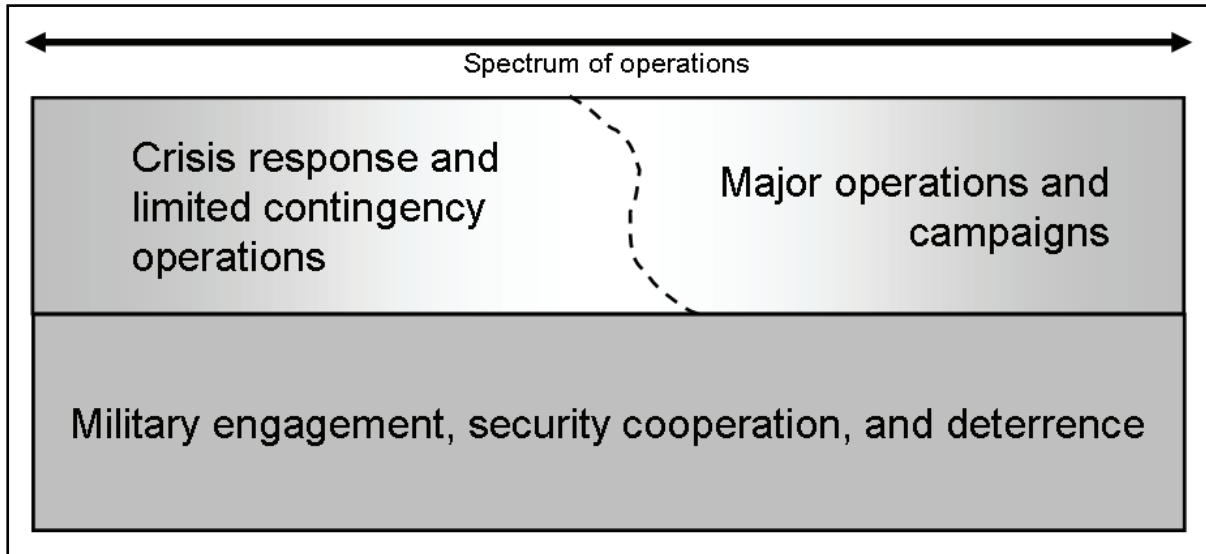 Spectrum of operations
Crisis response and
limited contingency
operations
Major operations and
campaigns
Military engagement, security cooperation, and deterrence